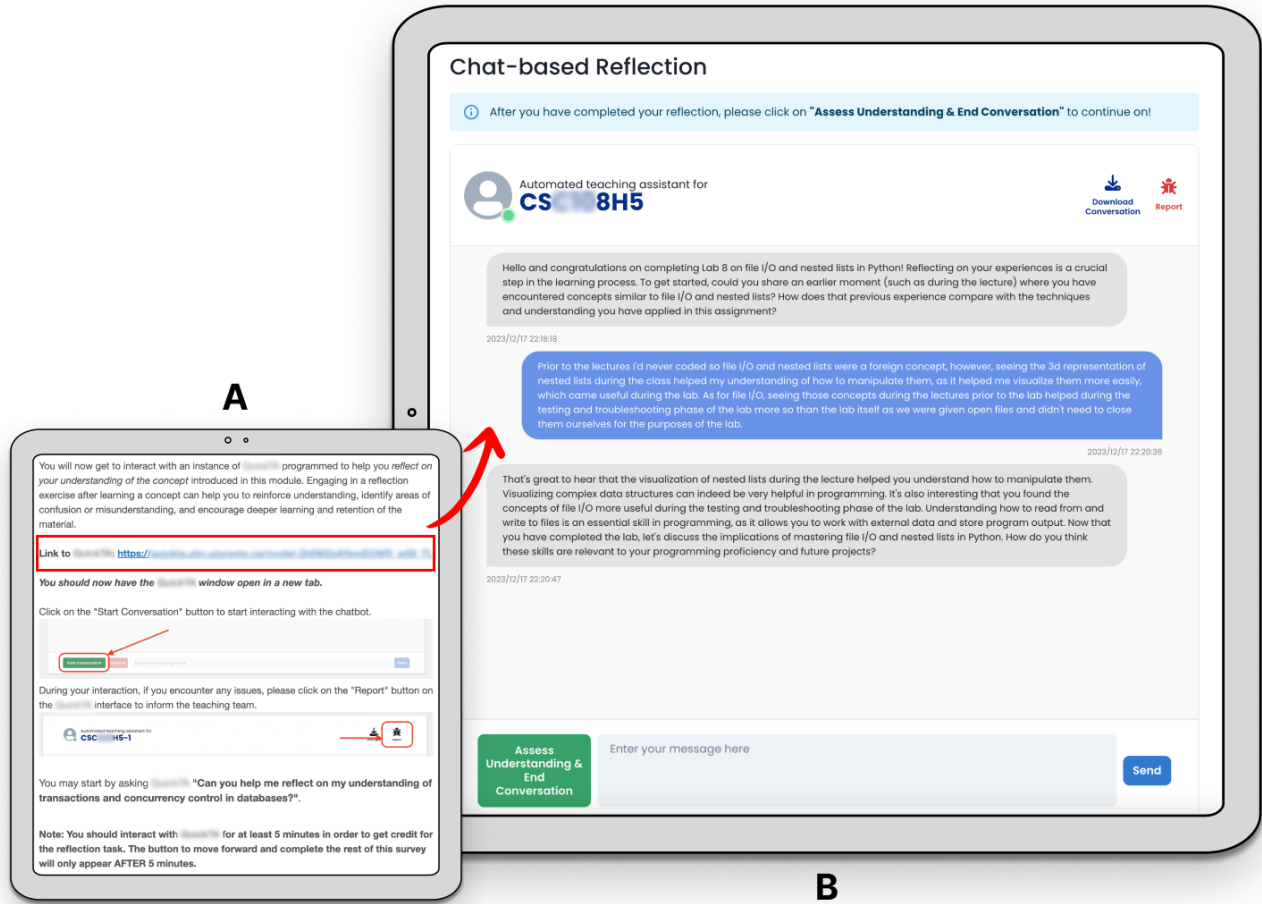 A
You will now get to interact with an instance of programmed to help you reflect on
your understanding of the concept introduced in this module. Engaging in a reflection
exercise after learning a concept can help you to reinforce understanding, identify areas of
confusion or misunderstanding, and encourage deeper learning and retention of the
material.
Link to https://
You should now have the window open in a new tab.
Click on the "Start Conversation" button to start interacting with the chatbot.
Start Conversation
Enter your message here
Send
During your interaction, if you encounter any issues, please click on the "Report" button on
the interface to inform the teaching team.
Automated teaching assistant for
CSC H5-1
Report
You may start by asking "Can you help me reflect on my understanding of
transactions and concurrency control in databases?".
Note: You should interact with for at least 5 minutes in order to get credit for
the reflection task. The button to move forward and complete the rest of this survey
will only appear AFTER 5 minutes.
Chat-based Reflection
After you have completed your reflection, please click on "Assess Understanding & End Conversation" to continue on!
Automated teaching assistant for
CS 8H5
Download
Conversation
Report
Hello and congratulations on completing Lab 8 on file I/O and nested lists in Python! Reflecting on your experiences is a crucial
step in the learning process. To get started, could you share an earlier moment (such as during the lecture) where you have
encountered concepts similar to file I/O and nested lists? How does that previous experience compare with the techniques
and understanding you have applied in this assignment?
2023/12/17 22:18:18
Prior to the lectures I'd never coded so file I/O and nested lists were a foreign concept, however, seeing the 3d representation of
nested lists during the class helped my understanding of how to manipulate them, as it helped me visualize them more easily,
which came useful during the lab. As for file I/O, seeing those concepts during the lectures prior to the lab helped during the
testing and troubleshooting phase of the lab more so than the lab itself as we were given open files and didn't need to close
them ourselves for the purposes of the lab.
2023/12/17 22:20:36
That's great to hear that the visualization of nested lists during the lecture helped you understand how to manipulate them.
Visualizing complex data structures can indeed be very helpful in programming. It's also interesting that you found the
concepts of file I/O more useful during the testing and troubleshooting phase of the lab. Understanding how to read from and
write to files is an essential skill in programming, as it allows you to work with external data and store program output. Now that
you have completed the lab, let's discuss the implications of mastering file I/O and nested lists in Python. How do you think
these skills are relevant to your programming proficiency and future projects?
2023/12/17 22:20:47
Assess
Understanding &
End
Conversation
Enter your message here
Send
B